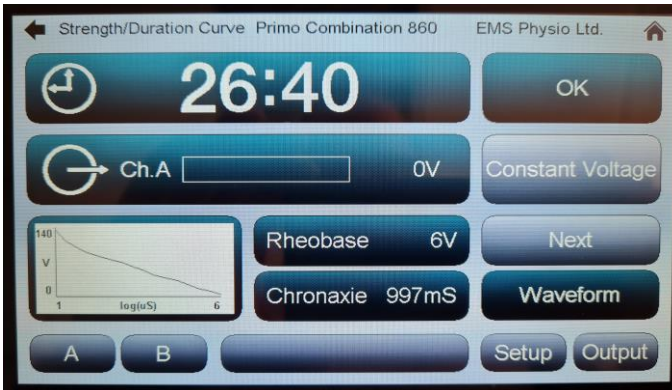 Strength/Duration Curve Primo Combination 860 EMS Physio Ltd.
26:40 OK
Ch.A 0V Constant Voltage
140
V
0
1 log(uS) 6
Rheobase 6V Next
Chronaxie 997mS Waveform
A B Setup Output